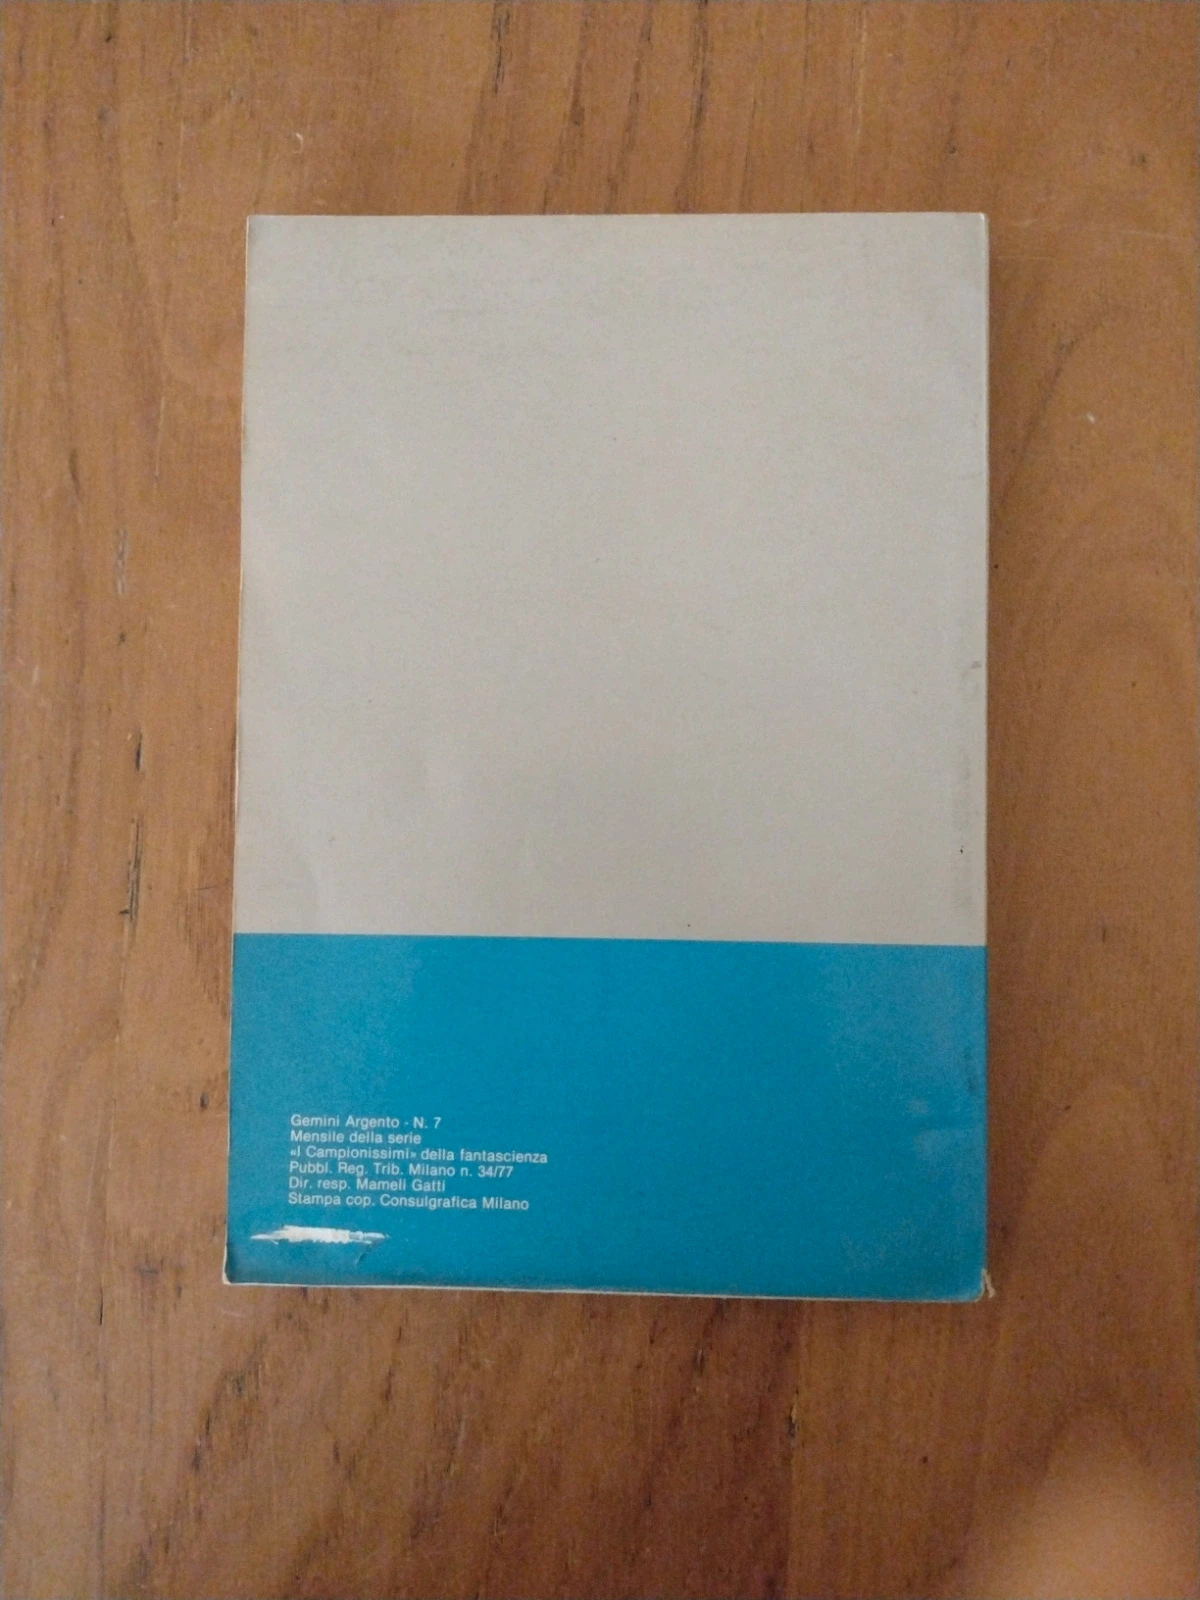 Gemini Argento - N. 7
Mensile della serie
«I Campionissimi» della fantascienza
Pubbl. Reg. Trib. Milano n. 34/77
Dir. resp. Mameli Gatti
Stampa cop. Consulgrafica Milano